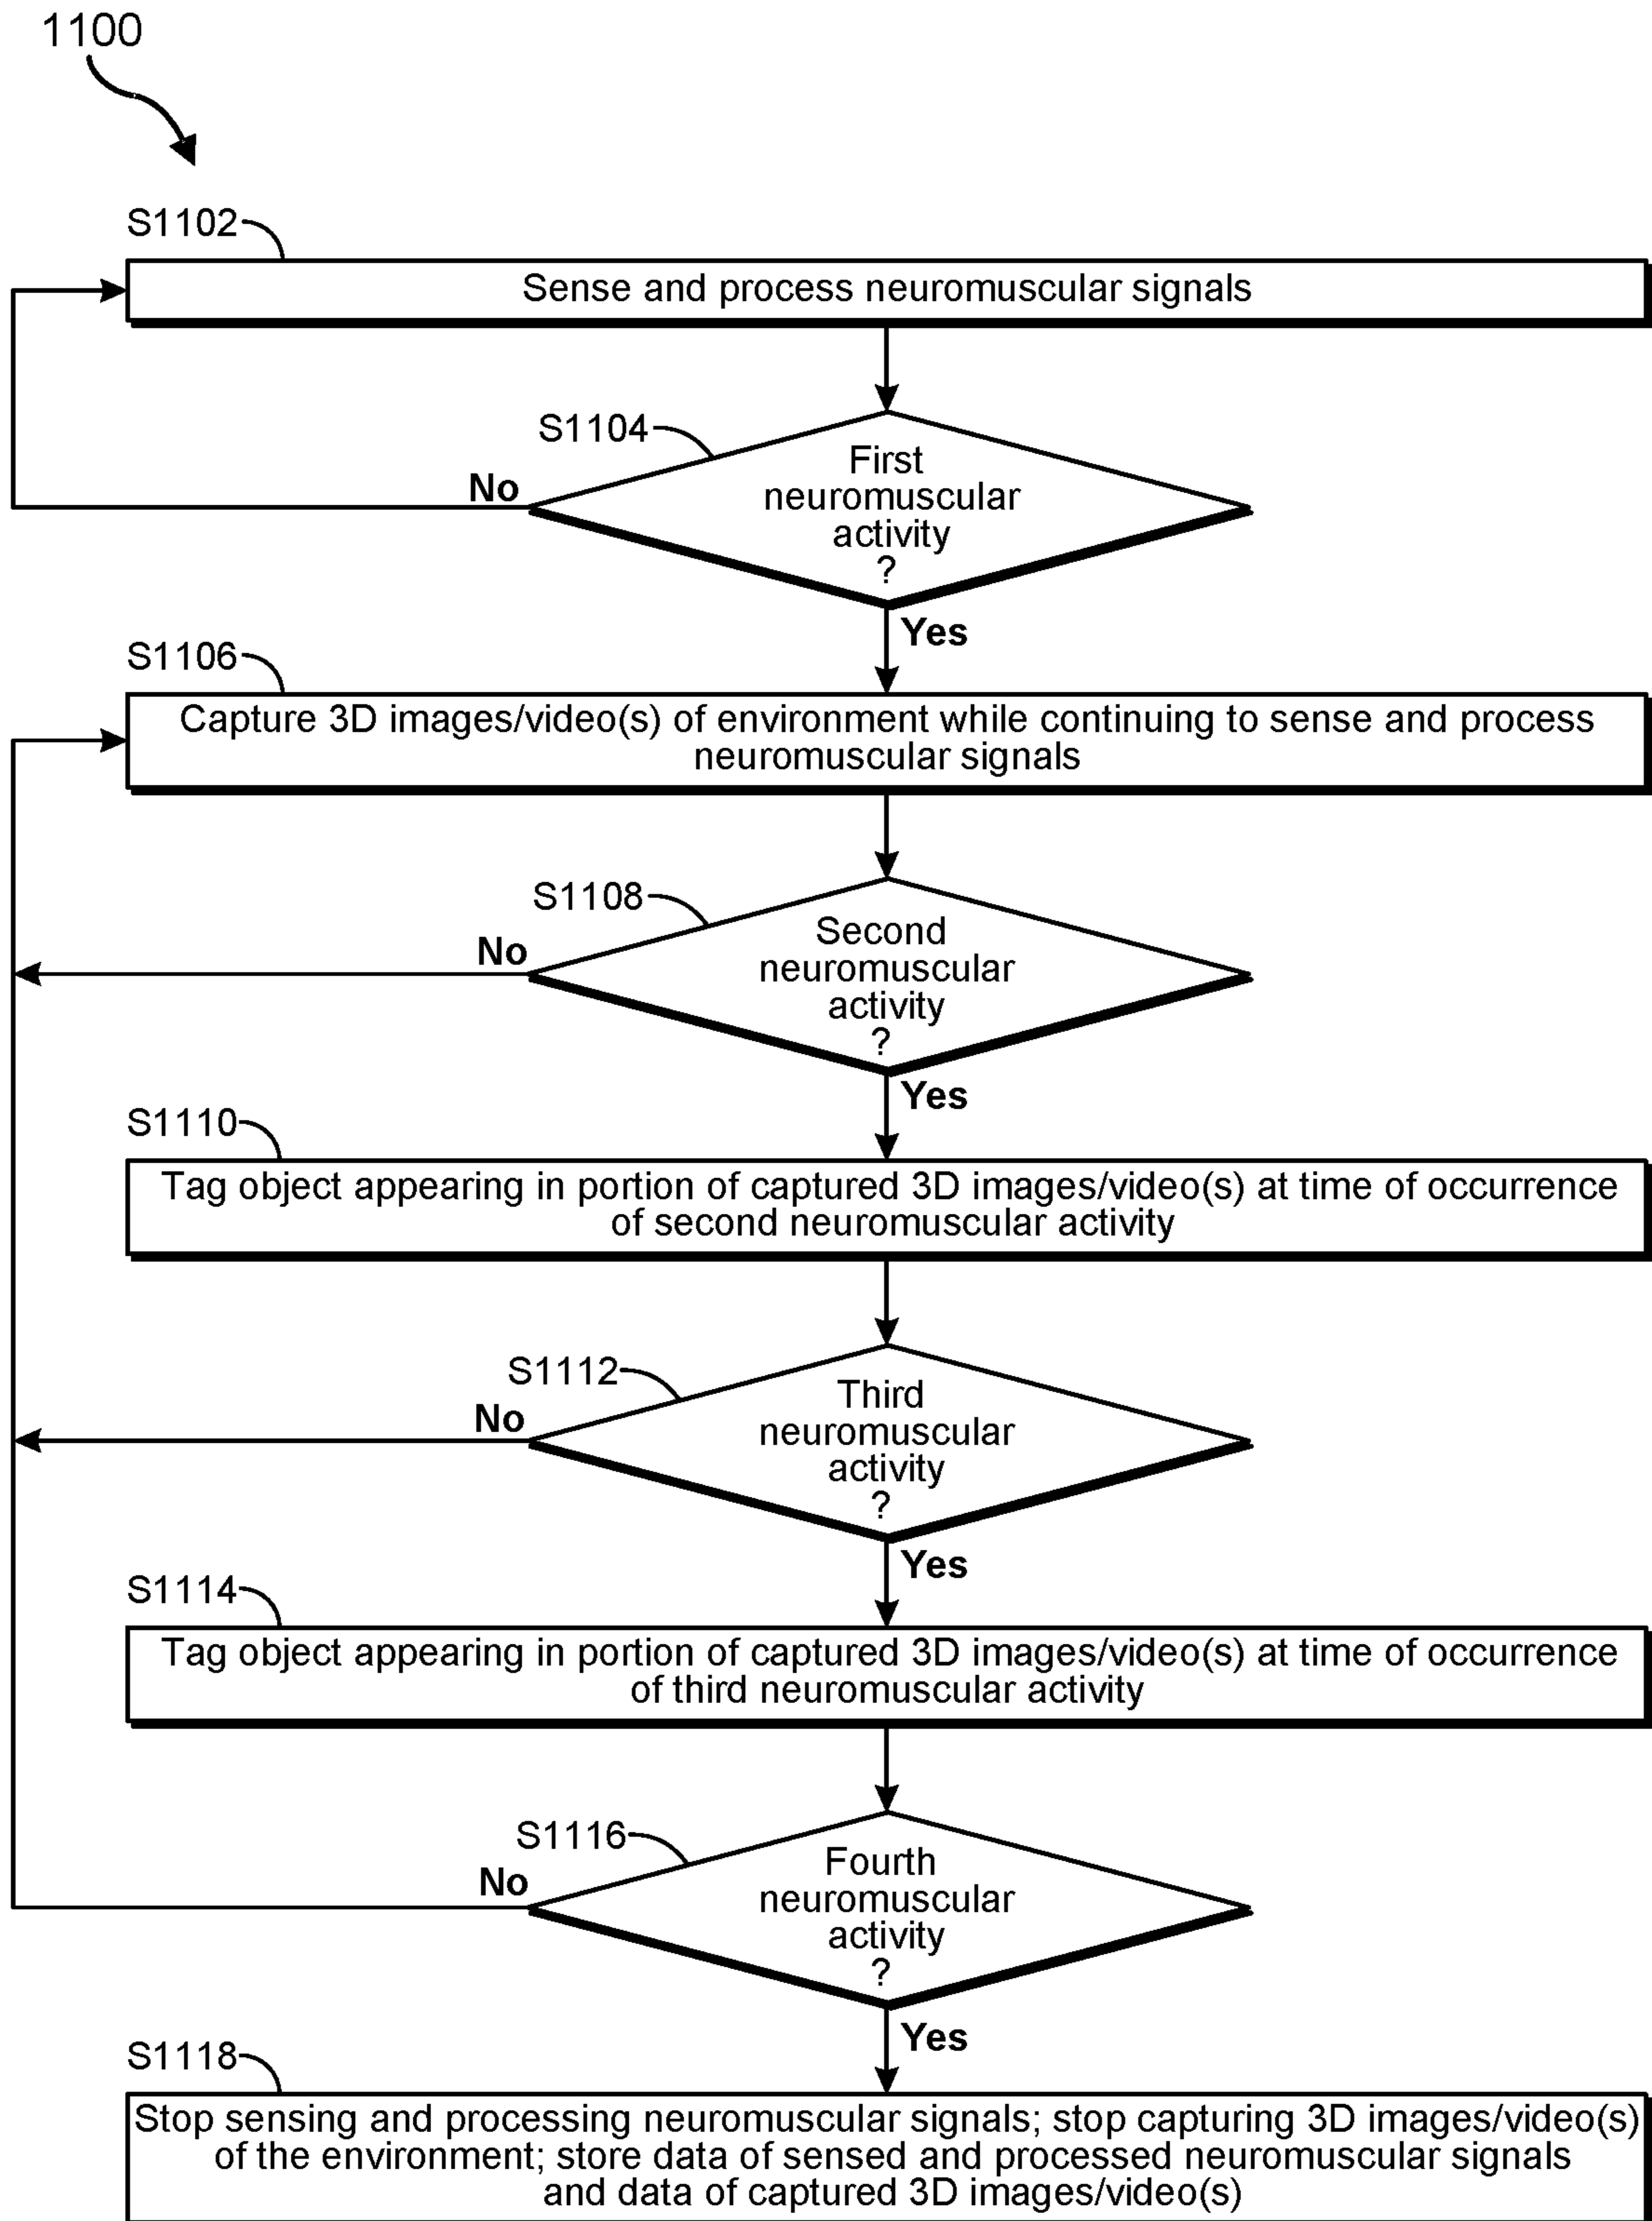 1100
S1102
Sense and process neuromuscular signals
S1104
First
neuromuscular
activity
?
No
Yes
S1106
Capture 3D images/video(s) of environment while continuing to sense and process
neuromuscular signals
S1108
Second
neuromuscular
activity
?
No
Yes
S1110
Tag object appearing in portion of captured 3D images/video(s) at time of occurrence
of second neuromuscular activity
S1112
Third
neuromuscular
activity
?
No
Yes
S1114
Tag object appearing in portion of captured 3D images/video(s) at time of occurrence
of third neuromuscular activity
S1116
Fourth
neuromuscular
activity
?
No
Yes
S1118
Stop sensing and processing neuromuscular signals; stop capturing 3D images/video(s)
of the environment; store data of sensed and processed neuromuscular signals
and data of captured 3D images/video(s)